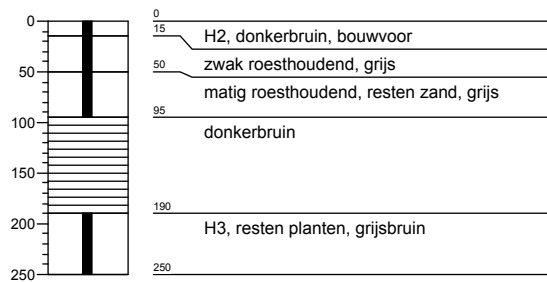 0
50
100
150
200
250
0
H2, donkerbruin, bouwvoor
15
zwak roesthoudend, grijs
50
matig roesthoudend, resten zand, grijs
95
donkerbruin
190
H3, resten planten, grijsbruin
250